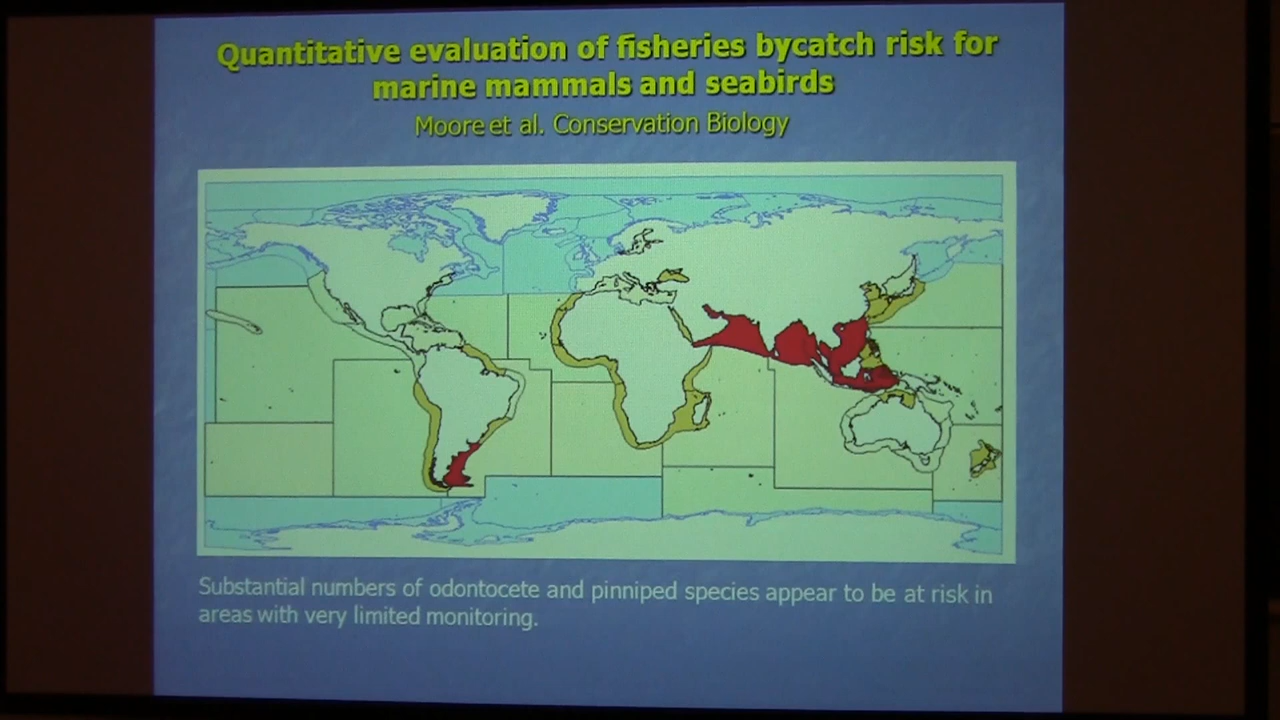 Quantitative evaluation of fisheries bycatch risk for
marine mammals and seabirds
Moore et al. Conservation Biology
Substantial numbers of odontocete and pinniped species appear to be at risk in
areas with very limited monitoring.